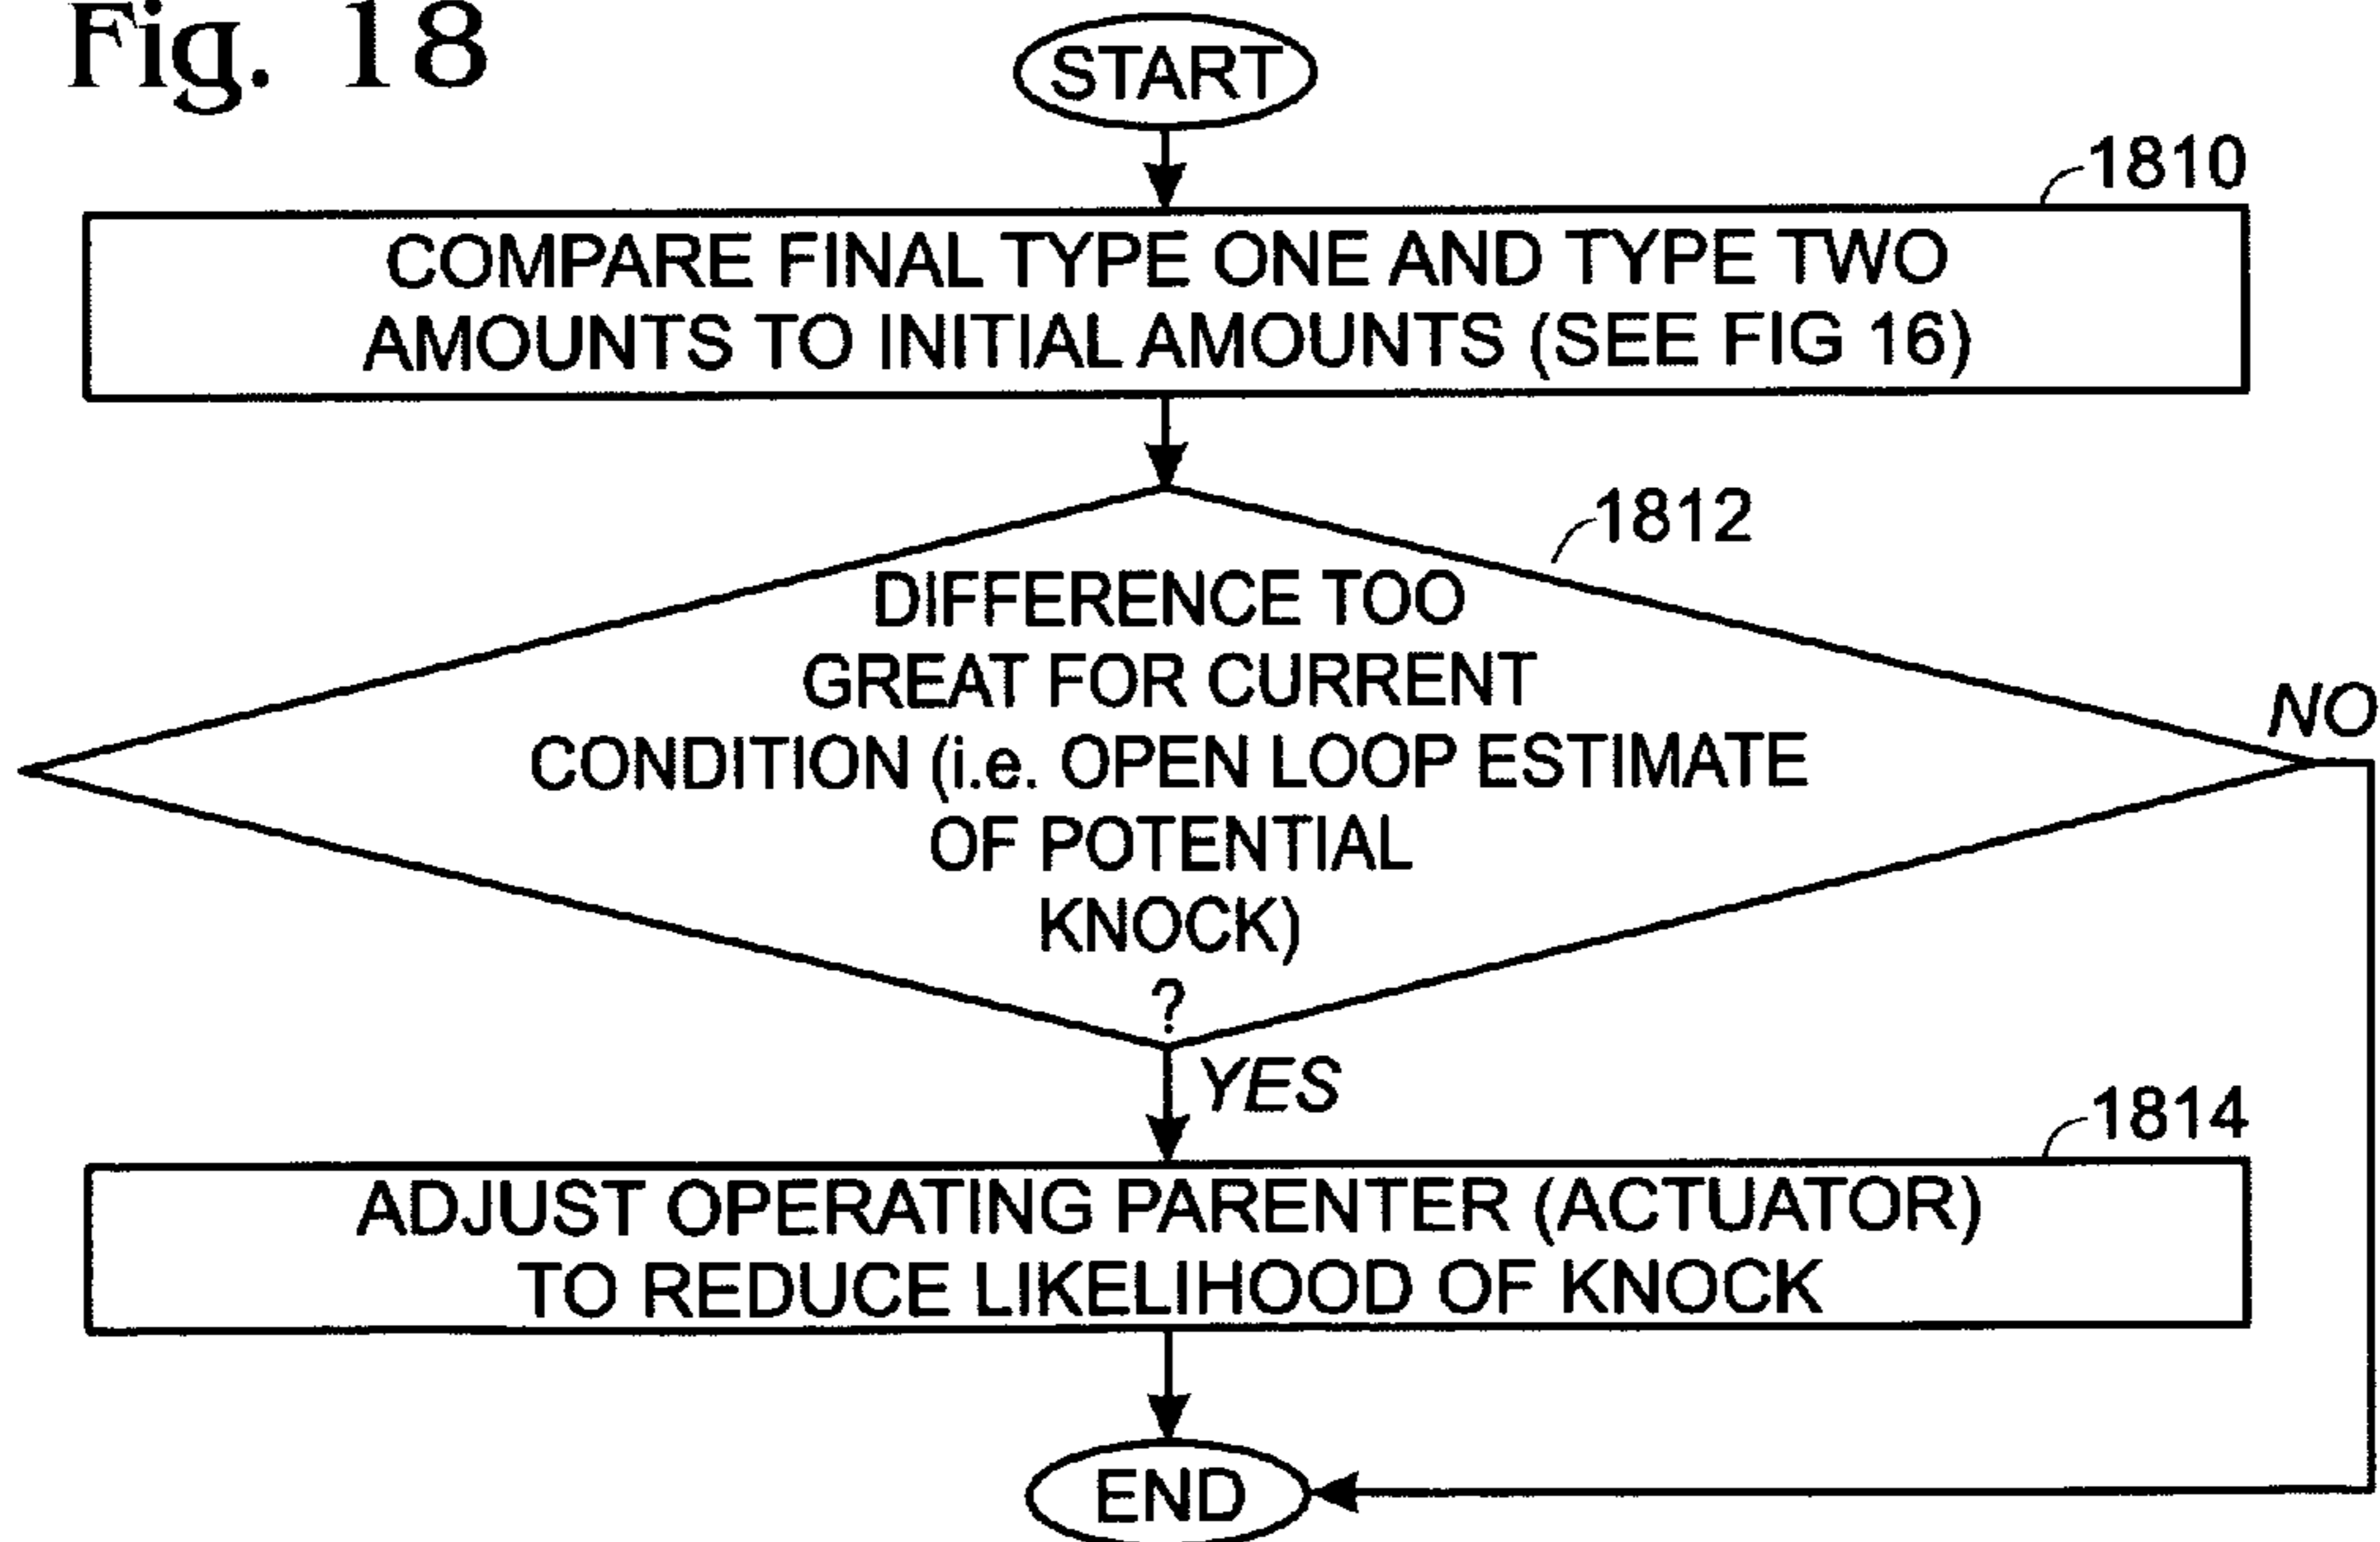 Fig. 18
START
1810
COMPARE FINAL TYPE ONE AND TYPE TWO
AMOUNTS TO INITIAL AMOUNTS (SEE FIG 16)
1812
DIFFERENCE TOO
GREAT FOR CURRENT
CONDITION (i.e. OPEN LOOP ESTIMATE
OF POTENTIAL
KNOCK)
?
NO
YES
1814
ADJUST OPERATING PARENTER (ACTUATOR)
TO REDUCE LIKELIHOOD OF KNOCK
END